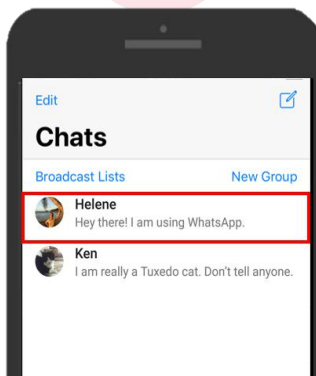 Edit
Chats
Broadcast Lists New Group
Helene
Hey there! I am using WhatsApp.
Ken
I am really a Tuxedo cat. Don't tell anyone.